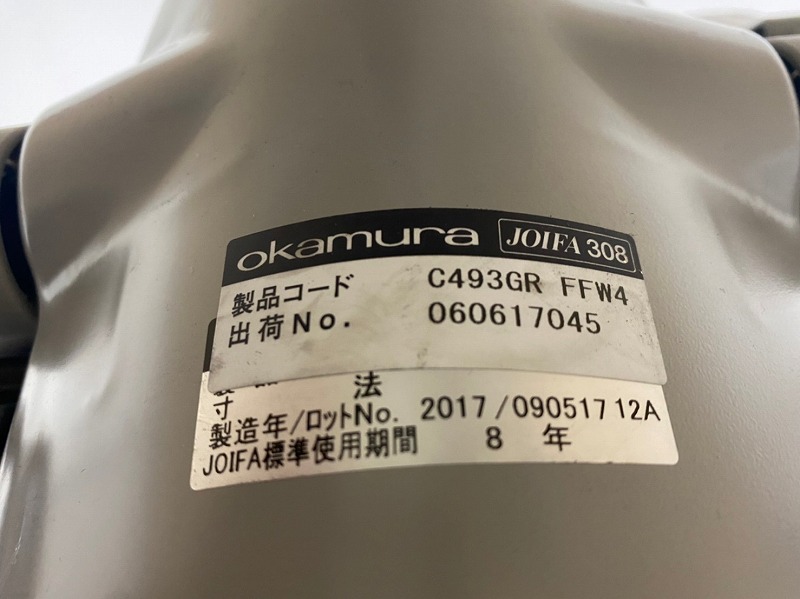 okamura JOIFA 308
製品コード C493GR FFW4
出荷No. 060617045
寸 法
製造年/ロットNo. 2017/090517 12A
JOIFA標準使用期間 8 年